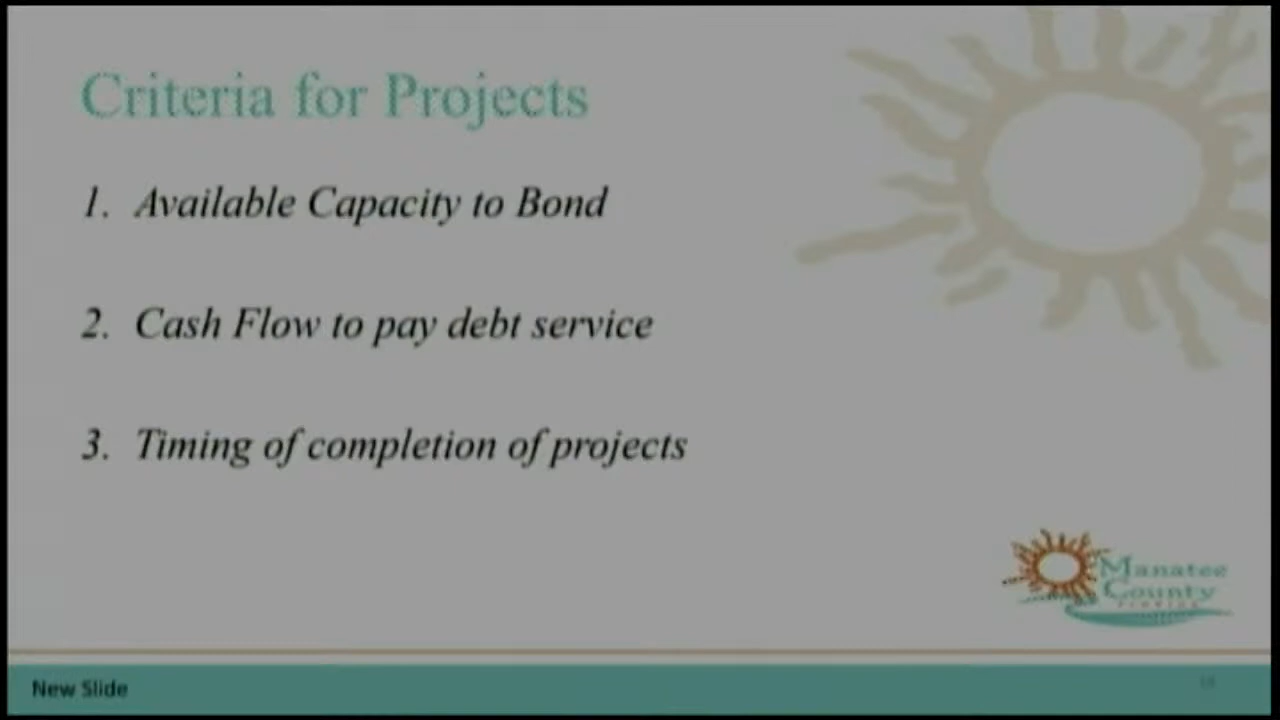 Criteria for Projects
1. Available Capacity to Bond
2. Cash Flow to pay debt service
3. Timing of completion of projects
Manatee
County
FLORIDA
New Slide